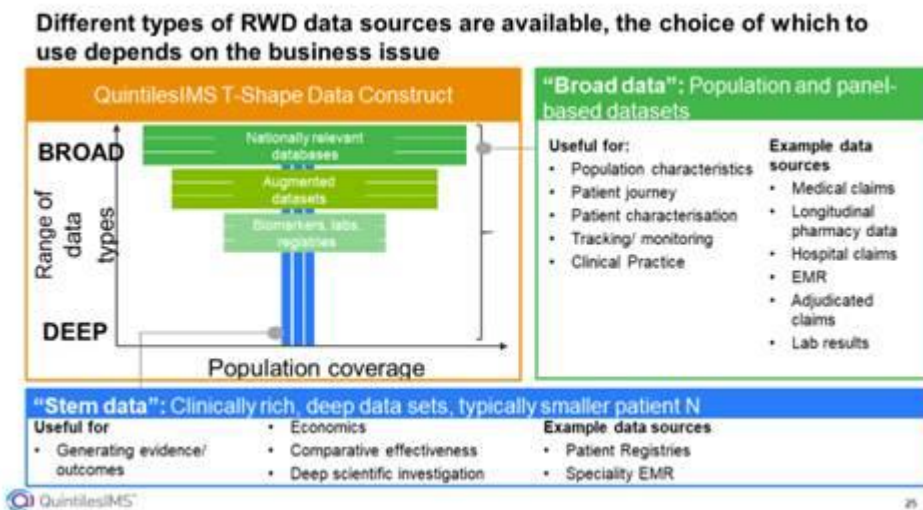 Different types of RWD data sources are available, the choice of which to
use depends on the business issue
QuintilesIMS T-Shape Data Construct
BROAD
DEEP
Range of
data
types
Nationally relevant
databases
Augmented
datasets
Biomarkers, labs,
registries
Population coverage
"Broad data": Population and panel-
based datasets
Useful for:
• Population characteristics
• Patient journey
• Patient characterisation
• Tracking/ monitoring
• Clinical Practice
Example data
sources
• Medical claims
• Longitudinal
pharmacy data
• Hospital claims
• EMR
• Adjudicated
claims
• Lab results
"Stem data": Clinically rich, deep data sets, typically smaller patient N
Useful for
• Generating evidence/
outcomes
• Economics
• Comparative effectiveness
• Deep scientific investigation
Example data sources
• Patient Registries
• Speciality EMR
QuintilesIMS™
25